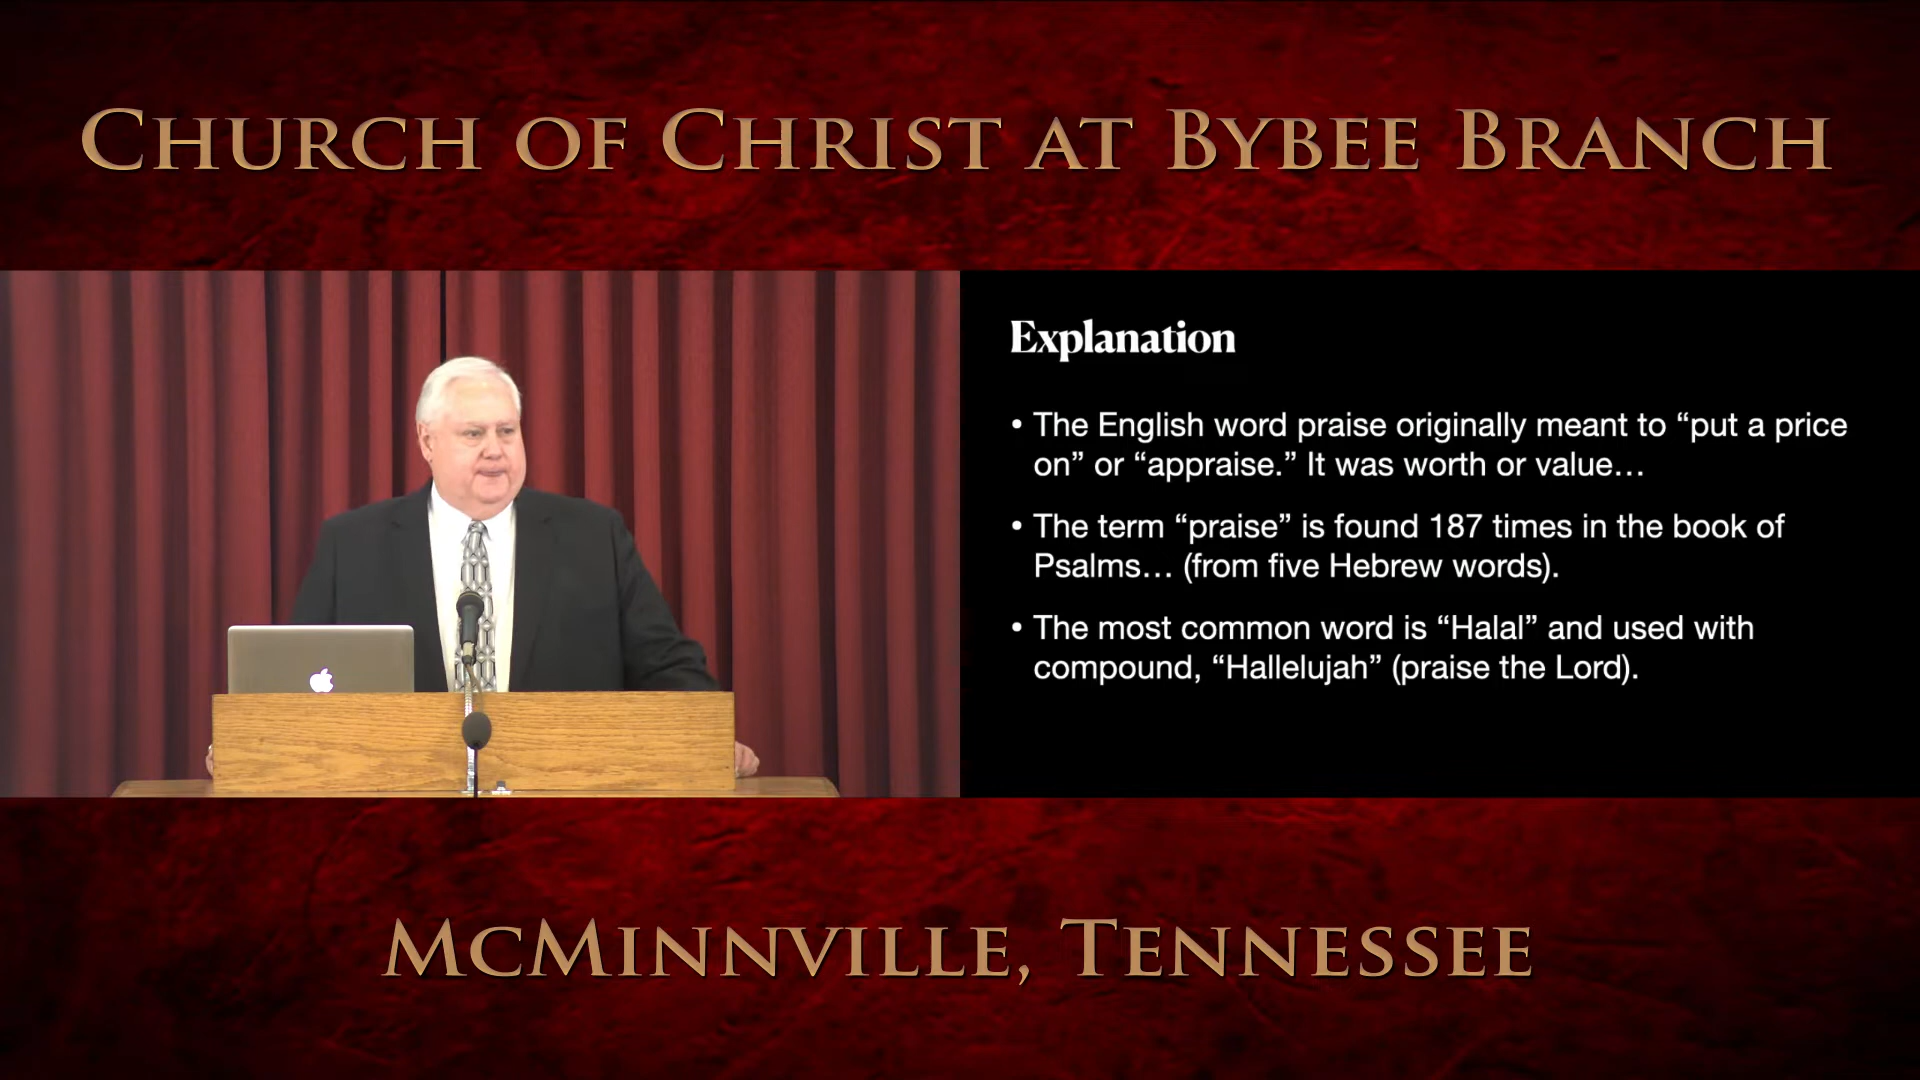 CHURCH OF CHRIST AT BYBEE BRANCH
Explanation
• The English word praise originally meant to “put a price
on” or “appraise.” It was worth or value…
• The term “praise” is found 187 times in the book of
Psalms… (from five Hebrew words).
• The most common word is “Halal” and used with
compound, “Hallelujah” (praise the Lord).
MCMINNVILLE, TENNESSEE